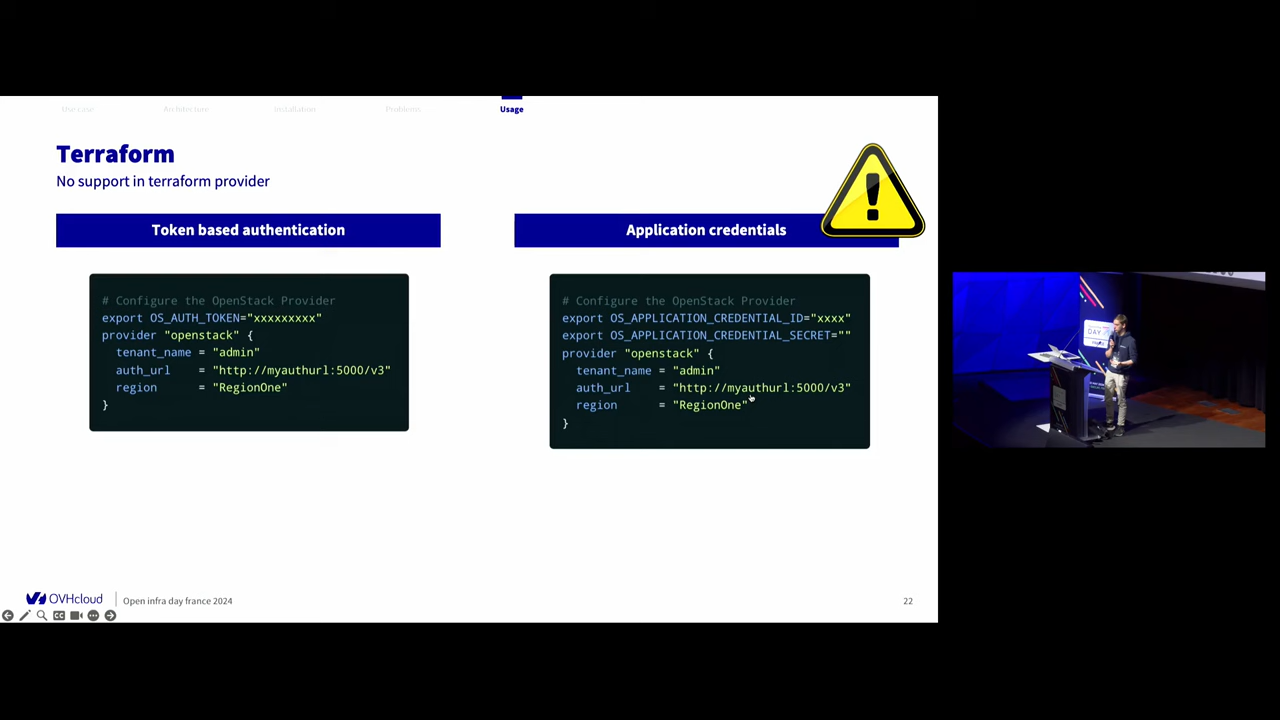 Use case Architecture Installation Problems Usage
Terraform
No support in terraform provider
Token based authentication
# Configure the OpenStack Provider
export OS_AUTH_TOKEN="xxxxxxxxx"
provider "openstack" {
tenant_name = "admin"
auth_url = "http://myauthurl:5000/v3"
region = "RegionOne"
}
Application credentials
# Configure the OpenStack Provider
export OS_APPLICATION_CREDENTIAL_ID="xxxx"
export OS_APPLICATION_CREDENTIAL_SECRET=""
provider "openstack" {
tenant_name = "admin"
auth_url = "http://myauthurl:5000/v3"
region = "RegionOne"
}
OVHcloud
Open infra day france 2024
22
DAY